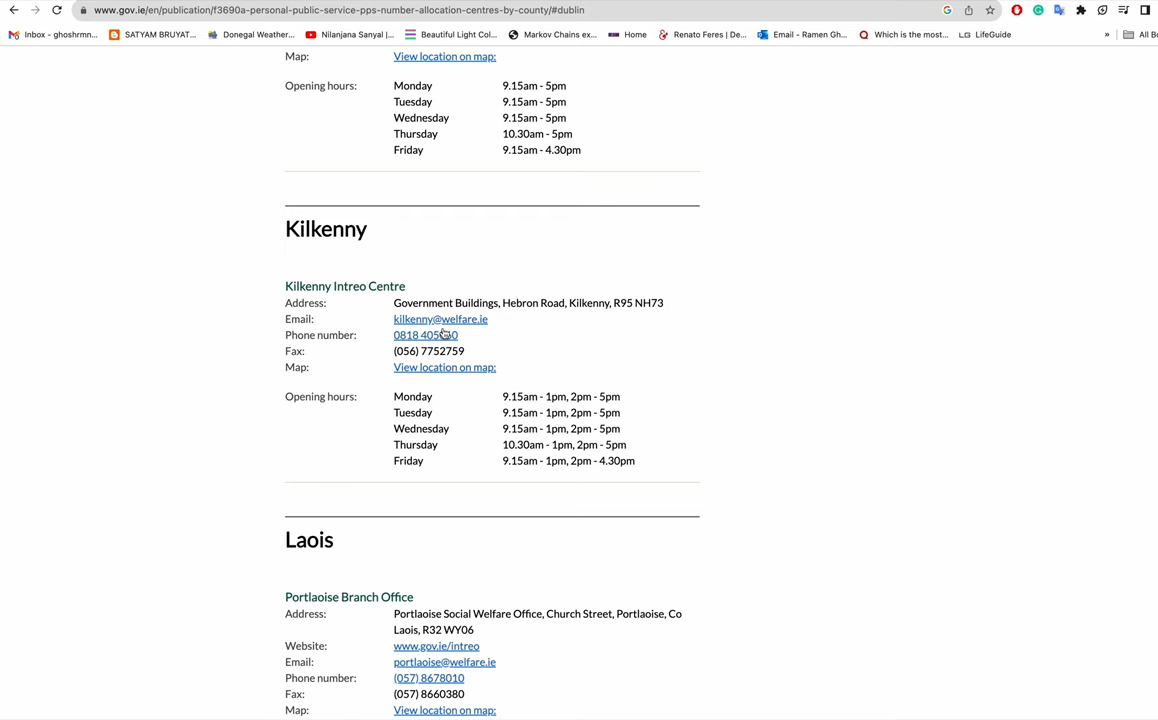 www.gov.ie/en/publication/f3690a-personal-public-service-pps-number-allocation-centres-by-county/#dublin
Inbox - ghoshrmn... SATYAM BRUYAT... Donegal Weather... Nilanjana Sanyal |... Beautiful Light Col... Markov Chains ex... Home Renato Feres | De... Email - Ramen Gh... Which is the most... LG LifeGuide » All Bo
Map: View location on map:
Opening hours: Monday 9.15am - 5pm
Tuesday 9.15am - 5pm
Wednesday 9.15am - 5pm
Thursday 10.30am - 5pm
Friday 9.15am - 4.30pm
Kilkenny
Kilkenny Intreo Centre
Address: Government Buildings, Hebron Road, Kilkenny, R95 NH73
Email: kilkenny@welfare.ie
Phone number: 0818 405
Fax: (056) 7752759
Map: View location on map:
Opening hours: Monday 9.15am - 1pm, 2pm - 5pm
Tuesday 9.15am - 1pm, 2pm - 5pm
Wednesday 9.15am - 1pm, 2pm - 5pm
Thursday 10.30am - 1pm, 2pm - 5pm
Friday 9.15am - 1pm, 2pm - 4.30pm
Laois
Portlaoise Branch Office
Address: Portlaoise Social Welfare Office, Church Street, Portlaoise, Co
Laois, R32 WY06
Website: www.gov.ie/intreo
Email: portlaoise@welfare.ie
Phone number: (057) 8678010
Fax: (057) 8660380
Map: View location on map: